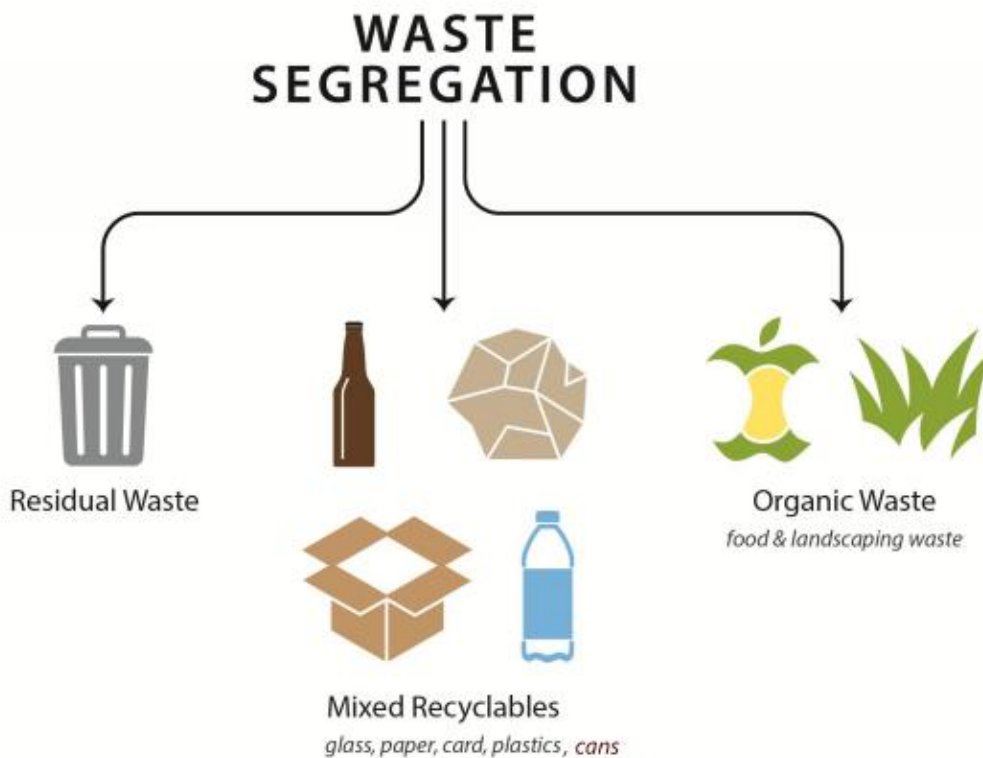 WASTE
SEGREGATION
Residual Waste
Organic Waste
food & landscaping waste
Mixed Recyclables
glass, paper, card, plastics, cans